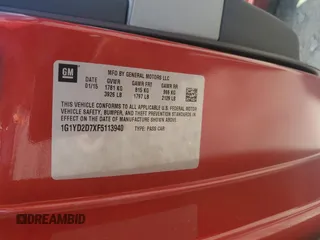 GM
MFD BY GENERAL MOTORS LLC
DATE GVWR GAWR FRT GAWR RR
01/15 1781 KG 815 KG 966 KG
3926 LB 1797 LB 2129 LB
THIS VEHICLE CONFORMS TO ALL APPLICABLE U.S. FEDERAL
MOTOR VEHICLE SAFETY, BUMPER, AND THEFT PREVENTION
STANDARDS IN EFFECT ON THE DATE OF MANUFACTURE
SHOWN ABOVE.
1G1YD2D7XF5113940 TYPE: PASS CAR
DREAMBID